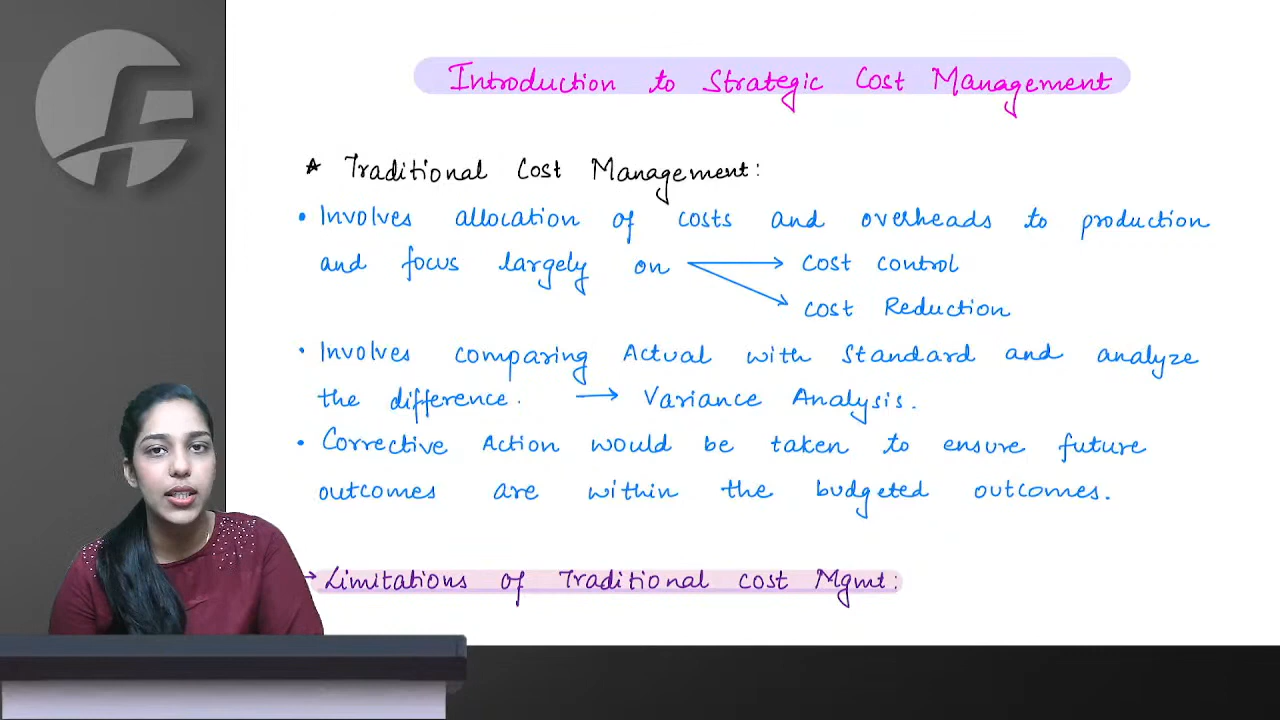 Introduction to Strategic Cost Management
* Traditional Cost Management:
• Involves allocation of costs and overheads to production
and focus largely on → cost control
→ cost Reduction
• Involves comparing Actual with Standard and analyze
the difference. → Variance Analysis.
• Corrective Action would be taken to ensure future
outcomes are within the budgeted outcomes.
→ Limitations of Traditional cost Mgmt: